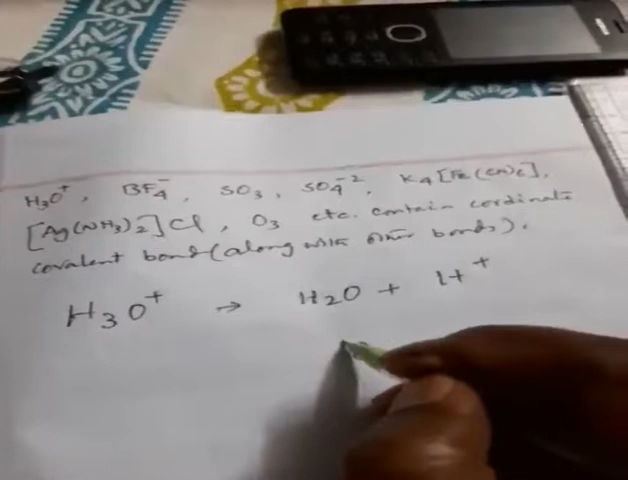 H₃O⁺, BF₄⁻, SO₃, SO₄⁻², K₄[Fe(CN)₆],
[Ag(NH₃)₂]Cl, O₃ etc. contain cordinate
covalent bond (along with other bonds).
H₃O⁺ → H₂O + H⁺